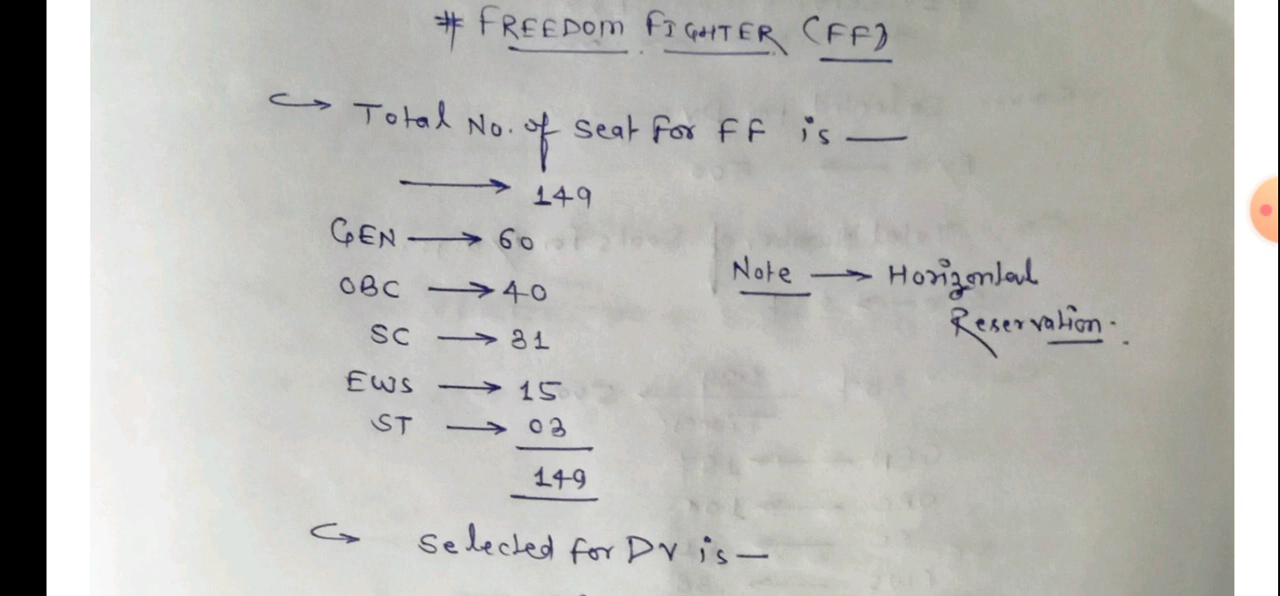 # FREEDOM FIGHTER (FF)
↪ Total No. of seat for FF is —
→ 149
GEN → 60
OBC → 40
SC → 31
EWS → 15
ST → 03
149
Note → Horizontal
Reservation.
↪ Selected for DV is —